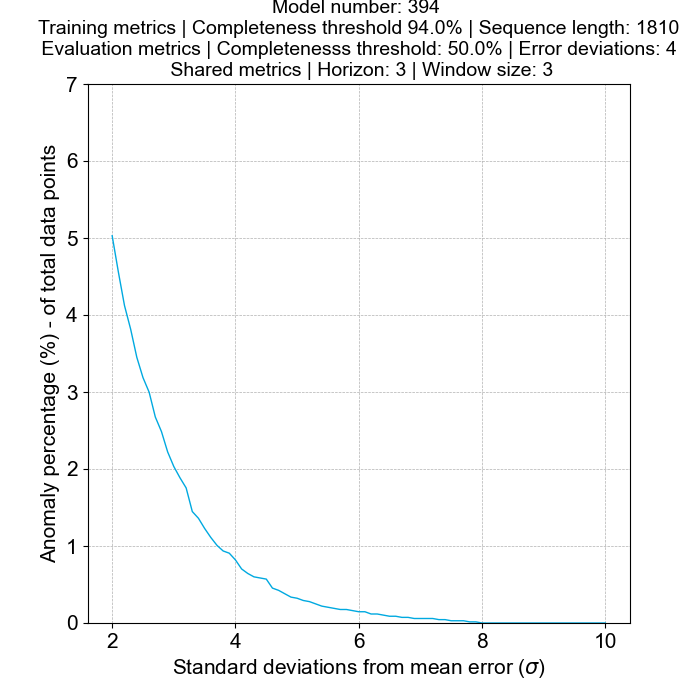 Model number: 394
Training metrics | Completeness threshold 94.0% | Sequence length: 1810
Evaluation metrics | Completenesss threshold: 50.0% | Error deviations: 4
Shared metrics | Horizon: 3 | Window size: 3
7
6
5
4
3
2
1
0
Anomaly percentage (%) - of total data points
2 4 6 8 10
Standard deviations from mean error (σ)